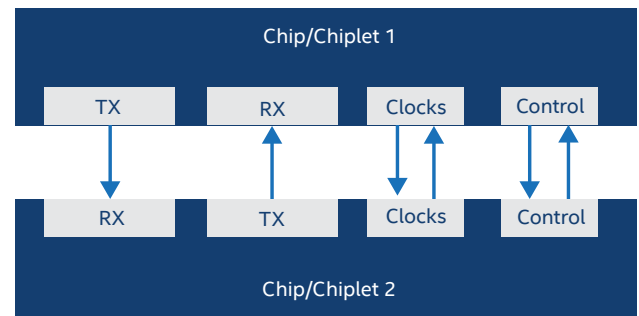 Chip/Chiplet 1
TX RX Clocks Control
RX TX Clocks Control
Chip/Chiplet 2